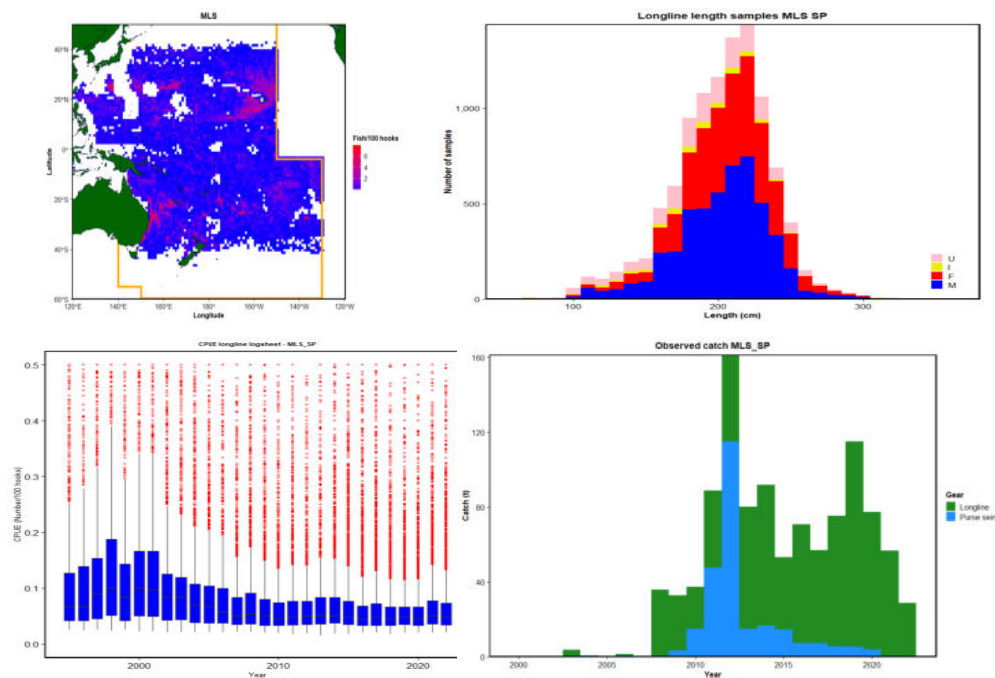 MLS
40°N
20°N
0°
20°S
40°S
60°S
Latitude
120°E 140°E 160°E 180° 160°W 140°W 120°W
Longitude
Fish/100 hooks
6
4
2
Longline length samples MLS SP
1,000
500
0
Number of samples
100 200 300
Length (cm)
U
I
F
M
CPUE longline logsheet - MLS_SP
0.5
0.4
0.3
0.2
0.1
0.0
CPUE (Number/100 hooks)
2000 2010 2020
Year
Observed catch MLS_SP
160
120
80
40
0
Catch (t)
2000 2005 2010 2015 2020
Year
Gear
Longline
Purse sein